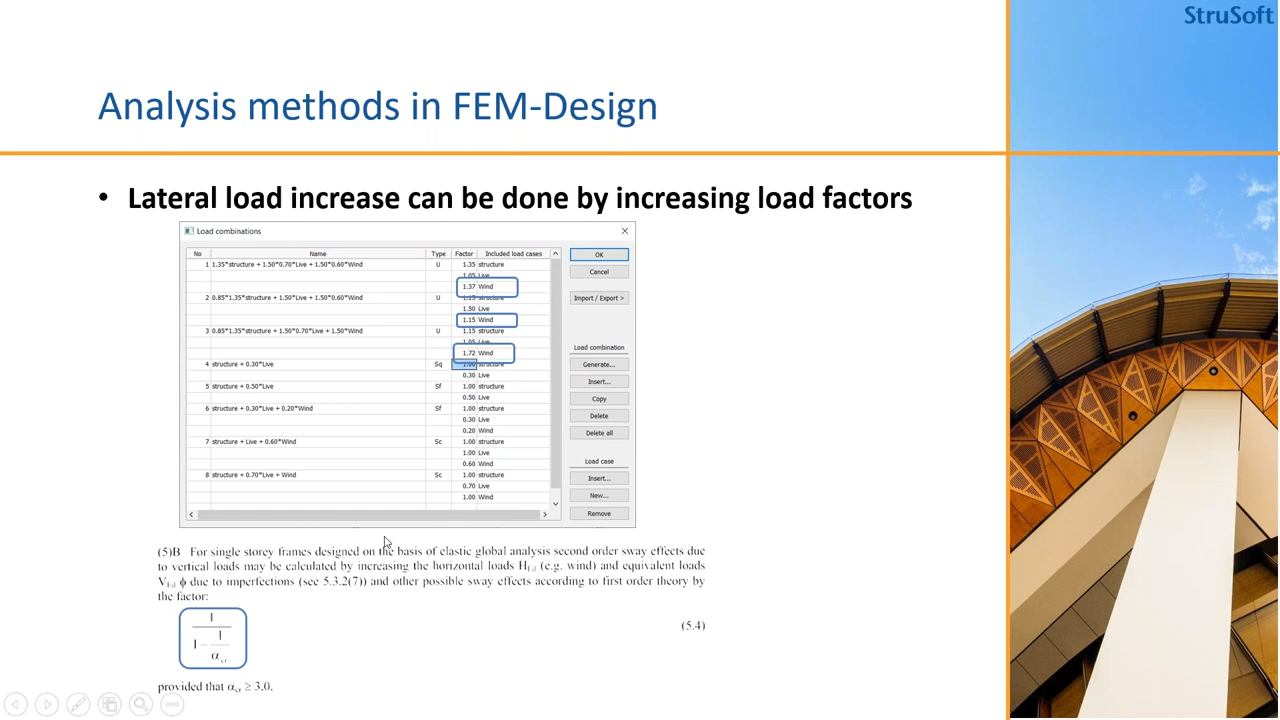 StruSoft
Analysis methods in FEM-Design
• Lateral load increase can be done by increasing load factors
Load combinations
No Name Type Factor Included load cases
1 1.35*structure + 1.50*0.70*Live + 1.50*0.60*Wind U 1.35 structure
1.05 Live
1.37 Wind
2 0.85*1.35*structure + 1.50*Live + 1.50*0.60*Wind U 1.15 structure
1.50 Live
1.15 Wind
3 0.85*1.35*structure + 1.50*0.70*Live + 1.50*Wind U 1.15 structure
1.05 Live
1.72 Wind
4 structure + 0.30*Live Sq 1.00 structure
0.30 Live
5 structure + 0.50*Live Sf 1.00 structure
0.50 Live
6 structure + 0.30*Live + 0.20*Wind Sf 1.00 structure
0.30 Live
0.20 Wind
7 structure + Live + 0.60*Wind Sc 1.00 structure
1.00 Live
0.60 Wind
8 structure + 0.70*Live + Wind Sc 1.00 structure
0.70 Live
1.00 Wind
OK
Cancel
Import / Export >
Load combination
Generate...
Insert...
Copy
Delete
Delete all
Load case
Insert...
New...
Remove
(5)B For single storey frames designed on the basis of elastic global analysis second order sway effects due
to vertical loads may be calculated by increasing the horizontal loads H_Ed (e.g. wind) and equivalent loads
V_Ed ϕ due to imperfections (see 5.3.2(7)) and other possible sway effects according to first order theory by
the factor:
1
1 − 1
α_cr
(5.4)
provided that α_cr ≥ 3.0.